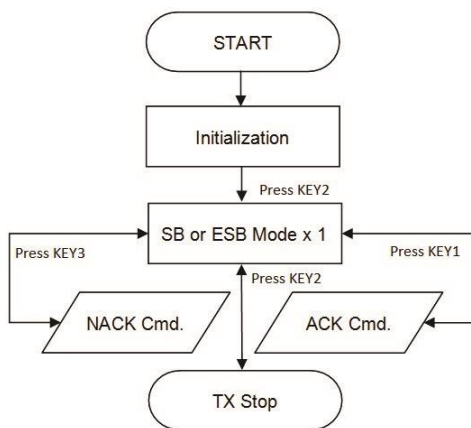 START
Initialization
Press KEY2
SB or ESB Mode x 1
Press KEY3
Press KEY1
Press KEY2
NACK Cmd.
ACK Cmd.
TX Stop